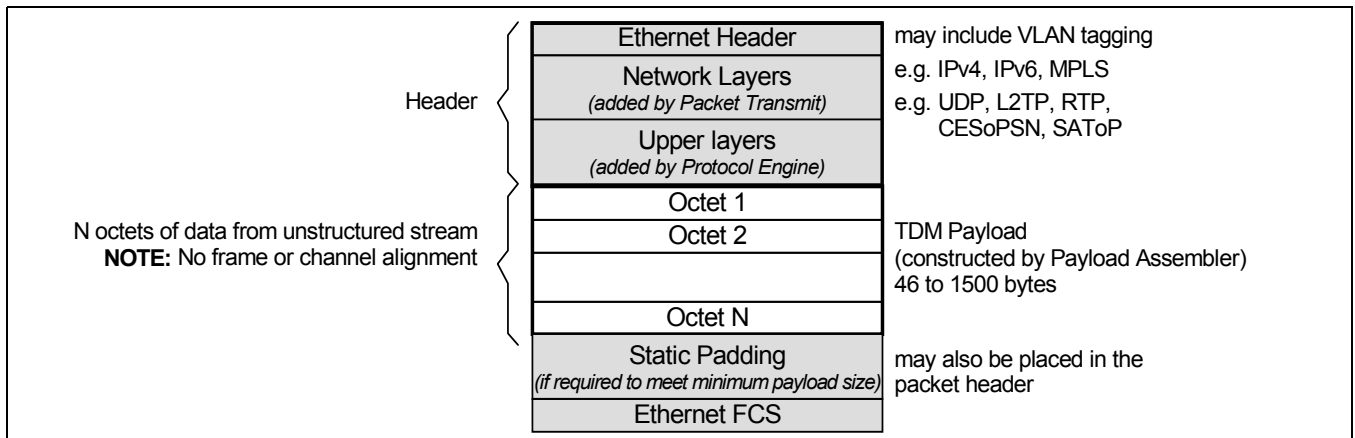 Ethernet Header
may include VLAN tagging
Header
Network Layers
(added by Packet Transmit)
e.g. IPv4, IPv6, MPLS
e.g. UDP, L2TP, RTP,
CESoPSN, SAToP
Upper layers
(added by Protocol Engine)
N octets of data from unstructured stream
NOTE: No frame or channel alignment
Octet 1
Octet 2
Octet N
TDM Payload
(constructed by Payload Assembler)
46 to 1500 bytes
Static Padding
(if required to meet minimum payload size)
may also be placed in the
packet header
Ethernet FCS